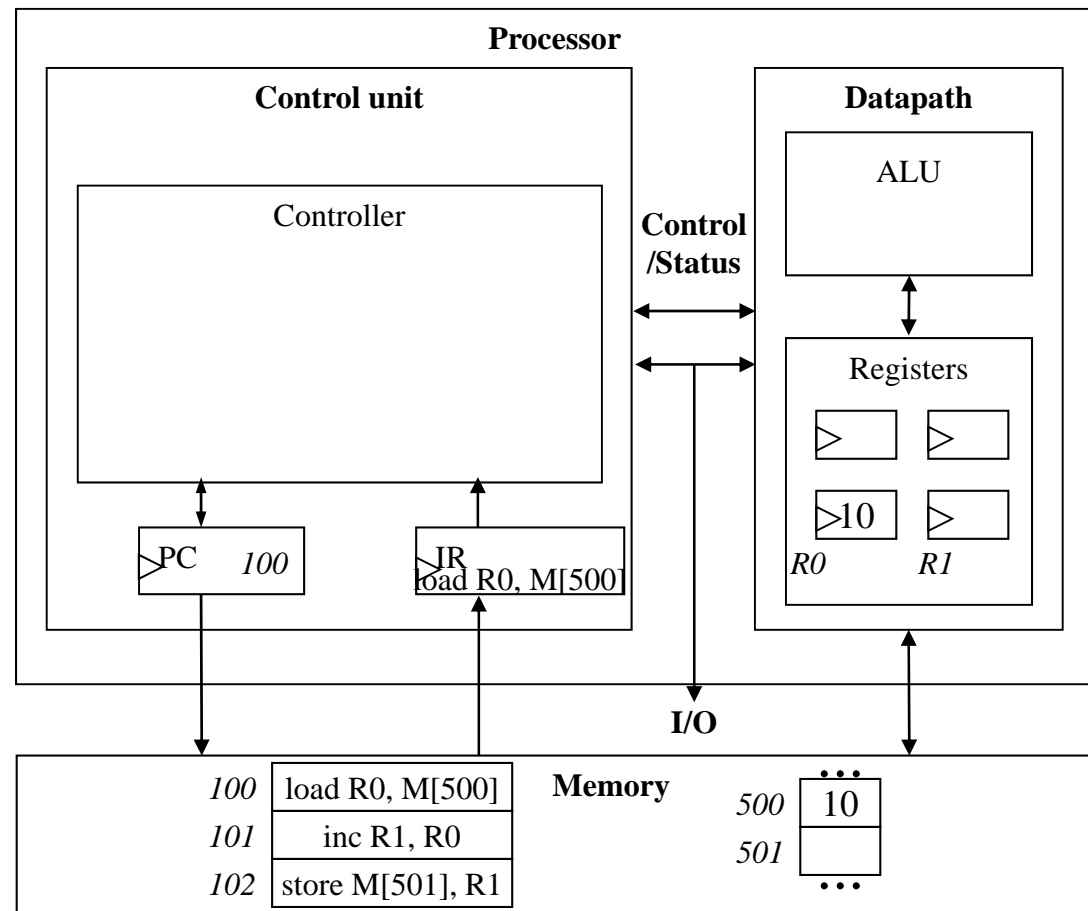 Processor
Control unit
Datapath
ALU
Controller
Control
/Status
Registers
10
R0
R1
PC
100
IR
load R0, M[500]
I/O
Memory
100
load R0, M[500]
101
inc R1, R0
102
store M[501], R1
•••
500
10
501
•••